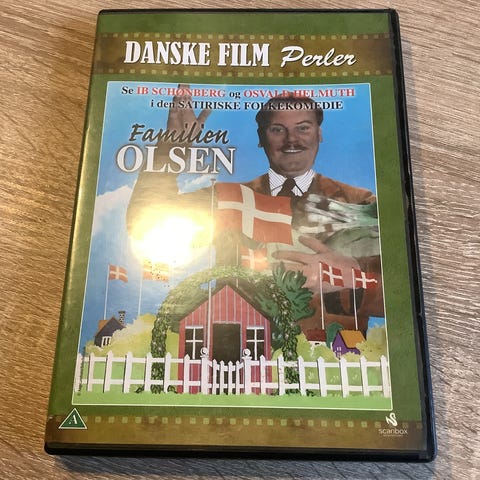 DANSKE FILM Perler
Se IB SCHØNBERG og OSVALD HELMUTH
i den SATIRISKE FOLKEKOMEDIE
Familien
OLSEN
A
scanbox